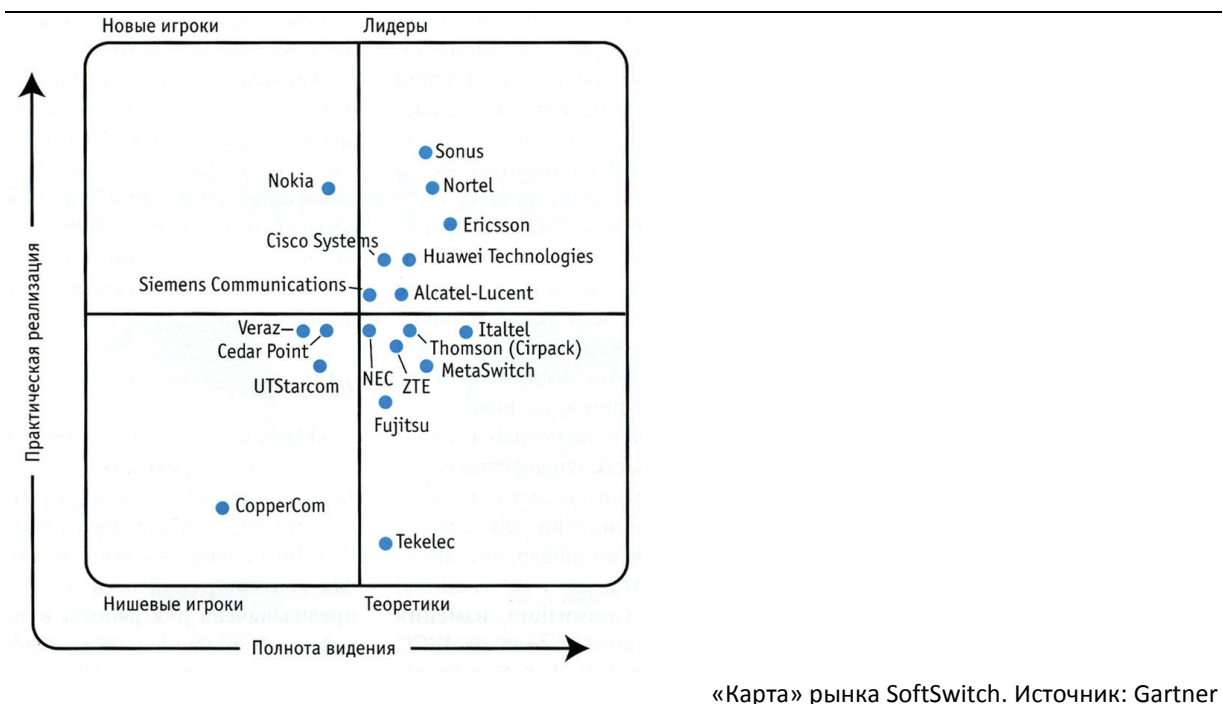 Новые игроки
Лидеры
Sonus
Nokia
Nortel
Ericsson
Cisco Systems
Huawei Technologies
Siemens Communications
Alcatel-Lucent
Практическая реализация
Veraz
Italtel
Cedar Point
Thomson (Cirpack)
UTStarcom
NEC
ZTE
MetaSwitch
Fujitsu
CopperCom
Tekelec
Нишевые игроки
Теоретики
Полнота видения
«Карта» рынка SoftSwitch. Источник: Gartner